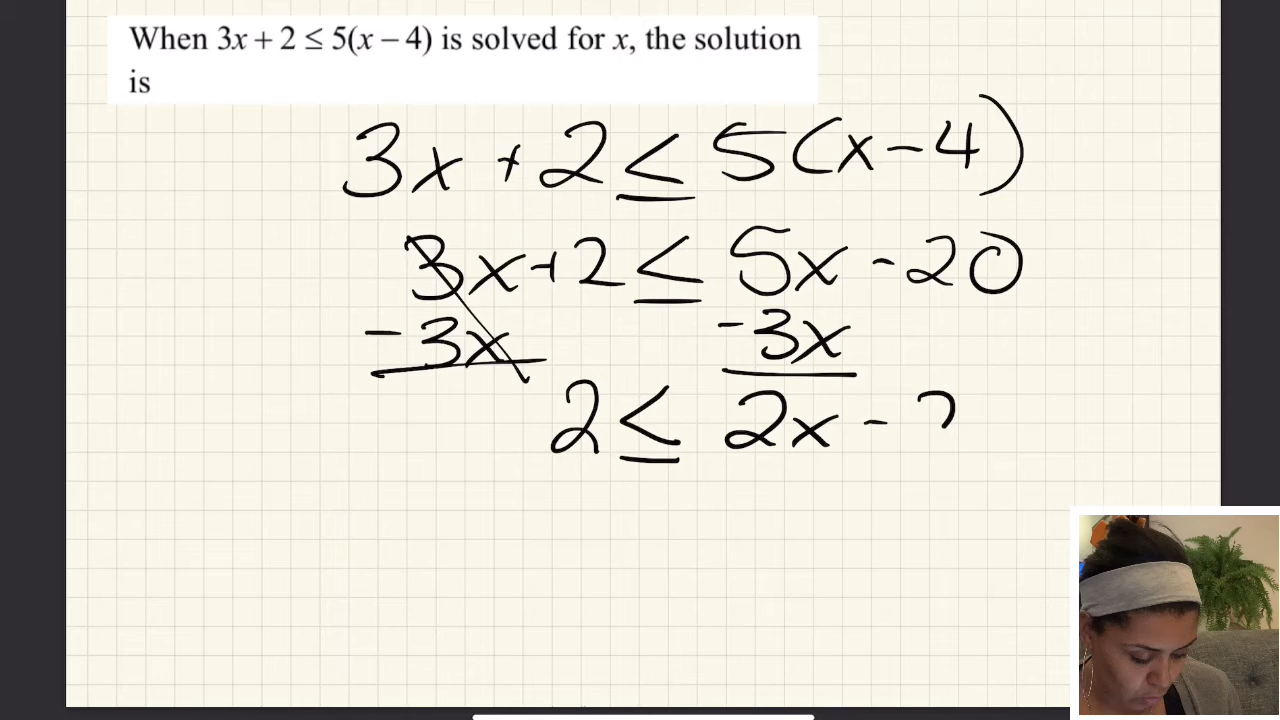 When 3x + 2 ≤ 5(x – 4) is solved for x, the solution
is
3x + 2 ≤ 5(x – 4)
3x + 2 ≤ 5x – 20
– 3x – 3x
2 ≤ 2x –